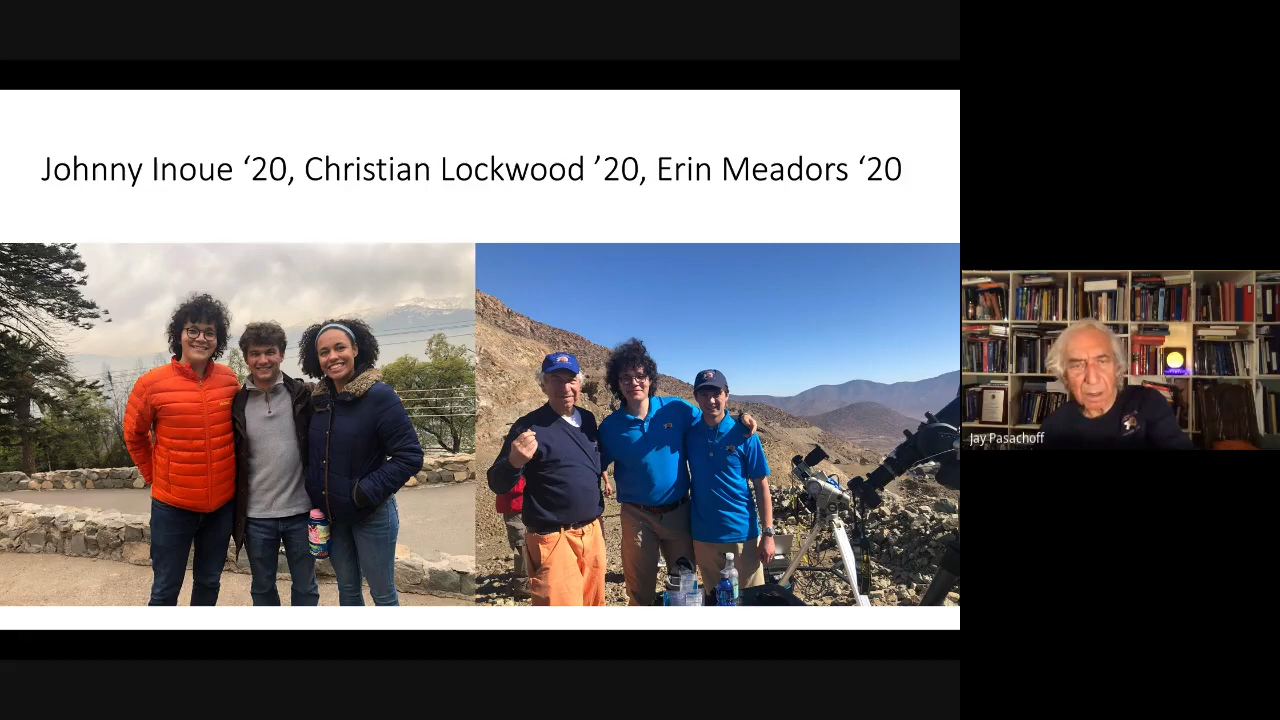 Johnny Inoue ‘20, Christian Lockwood ’20, Erin Meadors ‘20
Jay Pasachoff